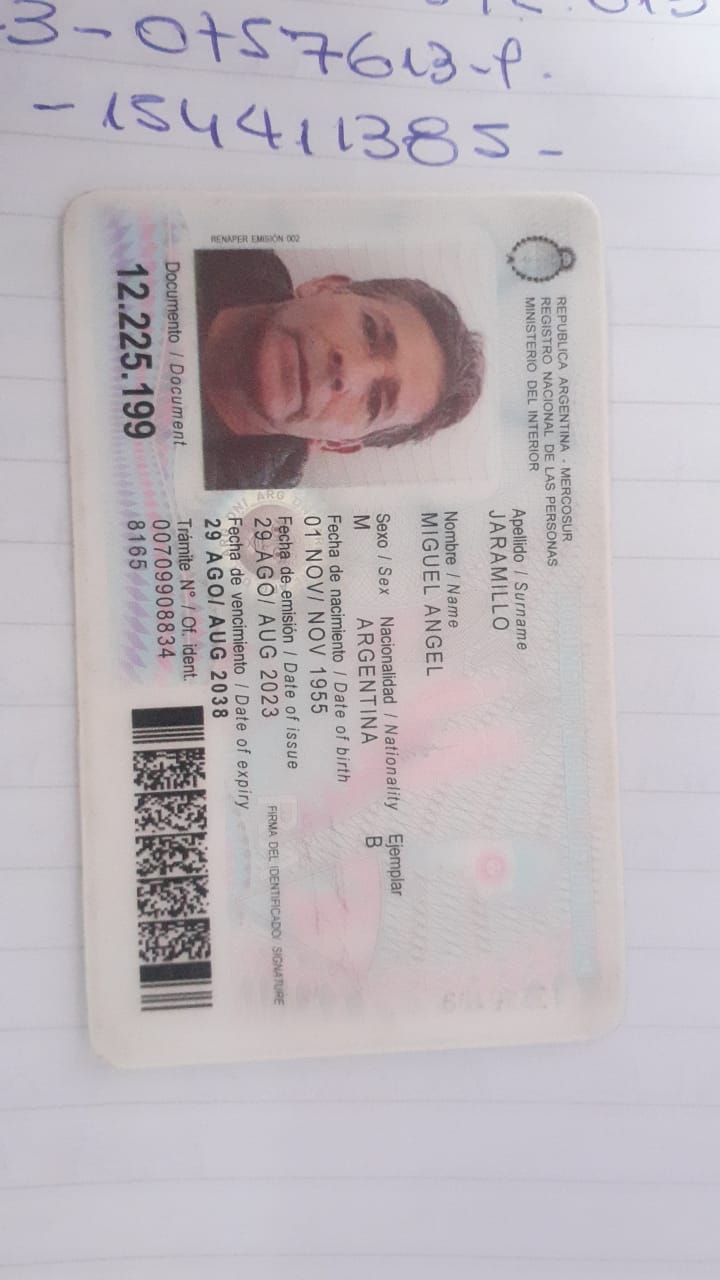 3-0757613-P.
-154411385-
REPUBLICA ARGENTINA - MERCOSUR
REGISTRO NACIONAL DE LAS PERSONAS
MINISTERIO DEL INTERIOR
Apellido / Surname
JARAMILLO
Nombre / Name
MIGUEL ANGEL
Sexo / Sex Nacionalidad / Nationality Ejemplar
M ARGENTINA B
Fecha de nacimiento / Date of birth
01 NOV/ NOV 1955
Fecha de emisión / Date of issue
29 AGO/ AUG 2023
Fecha de vencimiento / Date of expiry
29 AGO/ AUG 2038
FIRMA DEL IDENTIFICADO/ SIGNATURE
Trámite N° / Of. ident.
00709908834
8165
RENAPER EMISIÓN 002
Documento / Document
12.225.199